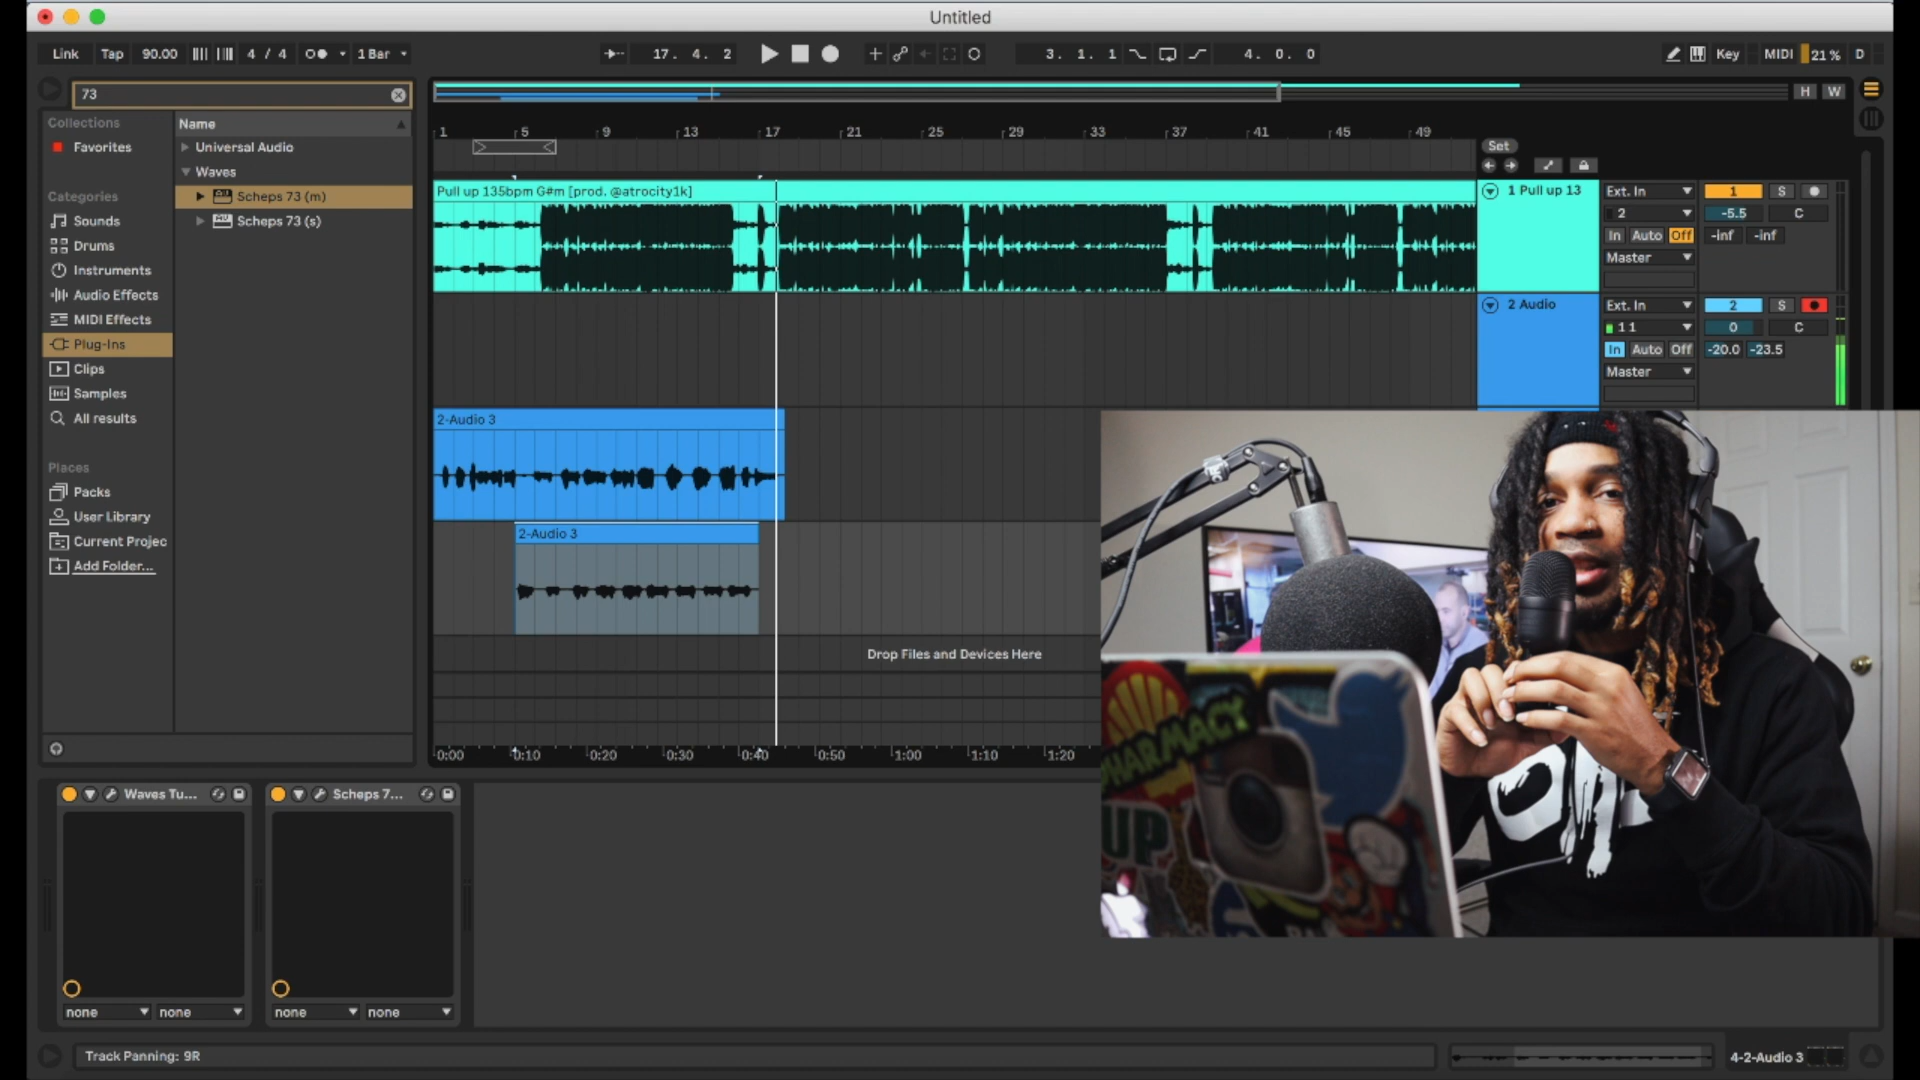 Untitled
Link Tap 90.00 4 / 4 1 Bar 17. 4. 2 3. 1. 1 4. 0. 0 Key MIDI 21 % D
73
H W
Collections
Favorites
Name
Universal Audio
Waves
Scheps 73 (m)
Scheps 73 (s)
Categories
Sounds
Drums
Instruments
Audio Effects
MIDI Effects
Plug-Ins
Clips
Samples
All results
Places
Packs
User Library
Current Projec
Add Folder...
1 5 9 13 17 21 25 29 33 37 41 45 49
Set
Pull up 135bpm G#m [prod. @atrocity1k]
1 Pull up 13
Ext. In 1 S
2 -5.5 C
In Auto Off -inf -inf
Master
2 Audio
Ext. In 2 S
11 0 C
In Auto Off -20.0 -23.5
Master
2-Audio 3
2-Audio 3
Drop Files and Devices Here
0:00 0:10 0:20 0:30 0:40 0:50 1:00 1:10 1:20
PHARMACY
UP
Waves Tu... Scheps 7...
none none none none
Track Panning: 9R
4-2-Audio 3